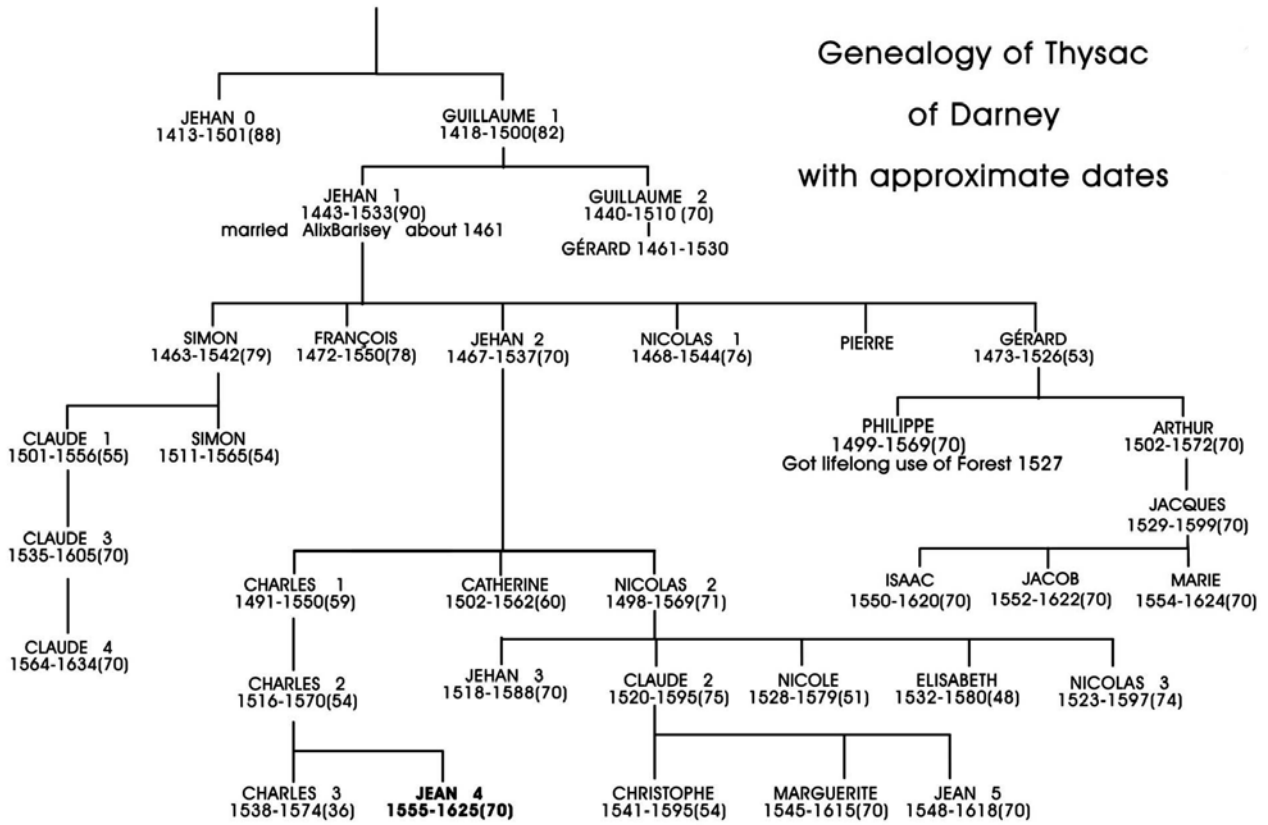 Genealogy of Thysac
of Darney
with approximate dates
JEHAN 0
1413-1501(88)
GUILLAUME 1
1418-1500(82)
JEHAN 1
1443-1533(90)
married AlixBarisey about 1461
GUILLAUME 2
1440-1510 (70)
GÉRARD 1461-1530
SIMON
1463-1542(79)
FRANÇOIS
1472-1550(78)
JEHAN 2
1467-1537(70)
NICOLAS 1
1468-1544(76)
PIERRE
GÉRARD
1473-1526(53)
CLAUDE 1
1501-1556(55)
SIMON
1511-1565(54)
PHILIPPE
1499-1569(70)
Got lifelong use of Forest 1527
ARTHUR
1502-1572(70)
JACQUES
1529-1599(70)
CLAUDE 3
1535-1605(70)
CHARLES 1
1491-1550(59)
CATHERINE
1502-1562(60)
NICOLAS 2
1498-1569(71)
ISAAC
1550-1620(70)
JACOB
1552-1622(70)
MARIE
1554-1624(70)
CLAUDE 4
1564-1634(70)
CHARLES 2
1516-1570(54)
JEHAN 3
1518-1588(70)
CLAUDE 2
1520-1595(75)
NICOLE
1528-1579(51)
ELISABETH
1532-1580(48)
NICOLAS 3
1523-1597(74)
CHARLES 3
1538-1574(36)
JEAN 4
1555-1625(70)
CHRISTOPHE
1541-1595(54)
MARGUERITE
1545-1615(70)
JEAN 5
1548-1618(70)